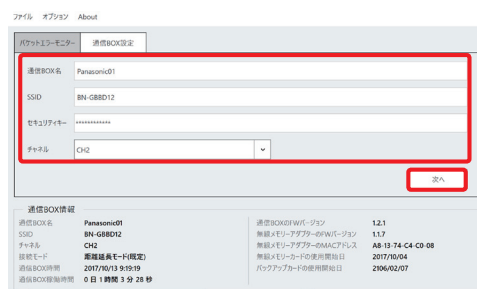 ファイル オプション About
パケットエラーモニター 通信BOX設定
通信BOX名 Panasonic01
SSID BN-GBBD12
セキュリティキー ************
チャネル CH2
次へ
通信BOX情報
通信BOX名 Panasonic01
SSID BN-GBBD12
チャネル CH2
接続モード 距離延長モード(既定)
通信BOX時間 2017/10/13 9:19:19
通信BOX稼働時間 0 日 1 時間 3 分 28 秒
通信BOXのFWバージョン 1.2.1
無線メモリーアダプターのFWバージョン 1.1.7
無線メモリーアダプターのMACアドレス A8-13-74-C4-C0-08
無線メモリーカードの使用開始日 2017/10/04
バックアップカードの使用開始日 2106/02/07